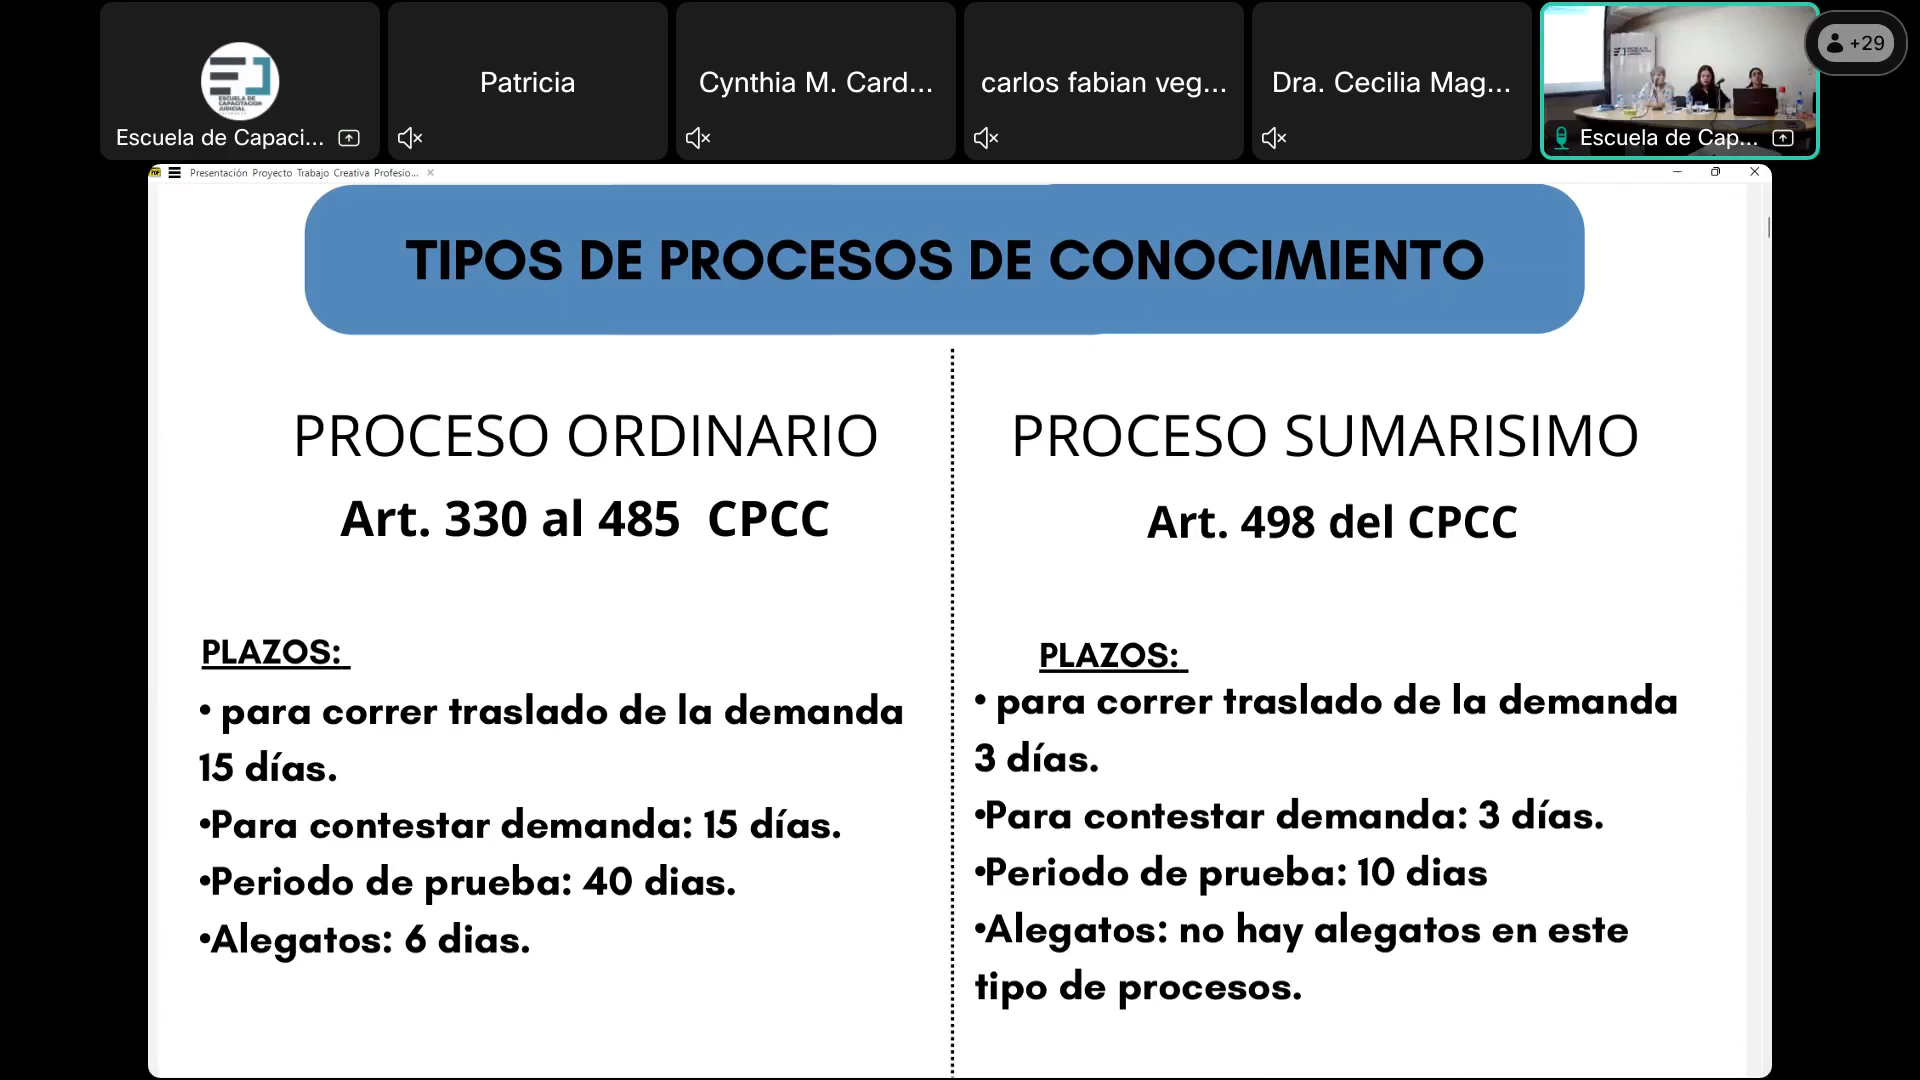 ESCUELA DE
CAPACITACIÓN
JUDICIAL
Escuela de Capaci...
Patricia
Cynthia M. Card...
carlos fabian veg...
Dra. Cecilia Mag...
Escuela de Cap...
+29
Presentación Proyecto Trabajo Creativa Profesio...
TIPOS DE PROCESOS DE CONOCIMIENTO
PROCESO ORDINARIO
Art. 330 al 485 CPCC
PLAZOS:
• para correr traslado de la demanda
15 días.
•Para contestar demanda: 15 días.
•Periodo de prueba: 40 dias.
•Alegatos: 6 dias.
PROCESO SUMARISIMO
Art. 498 del CPCC
PLAZOS:
• para correr traslado de la demanda
3 días.
•Para contestar demanda: 3 días.
•Periodo de prueba: 10 dias
•Alegatos: no hay alegatos en este
tipo de procesos.